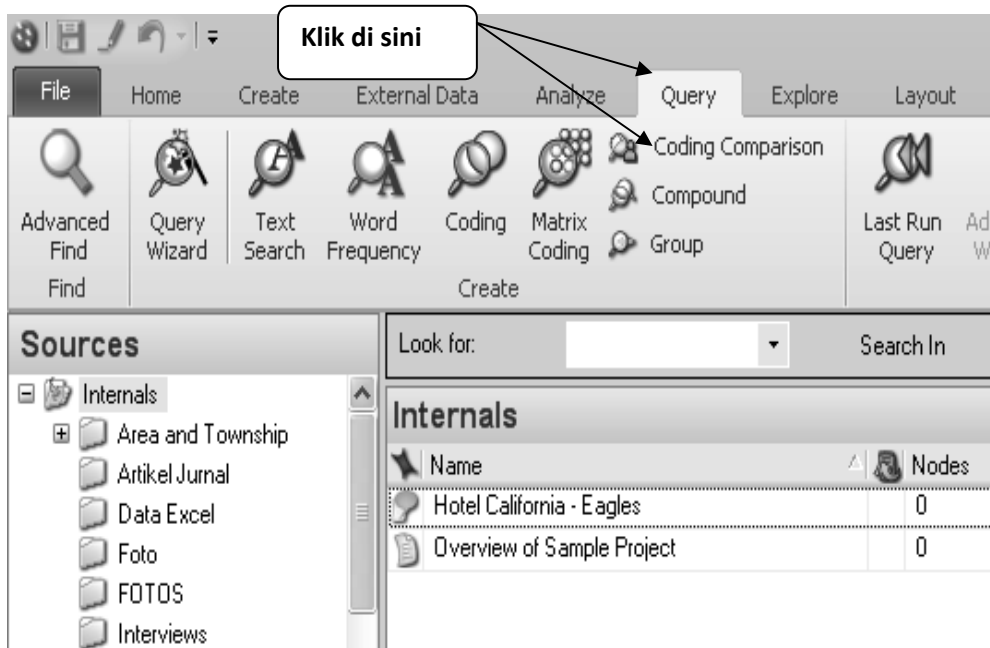 Klik di sini
File Home Create External Data Analyze Query Explore Layout
Coding Comparison
Compound
Group
Advanced Find
Query Wizard
Text Search
Word Frequency
Coding
Matrix Coding
Last Run Query
Ad
W
Find
Create
Sources
Look for:
Search In
Internals
Area and Township
Artikel Jurnal
Data Excel
Foto
FOTOS
Interviews
Internals
Name Nodes
Hotel California - Eagles 0
Overview of Sample Project 0